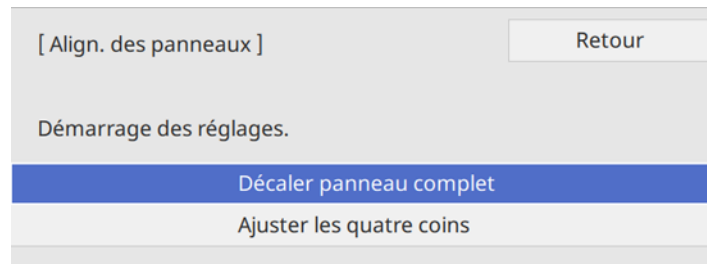 [ Align. des panneaux ]
Retour
Démarrage des réglages.
Décaler panneau complet
Ajuster les quatre coins